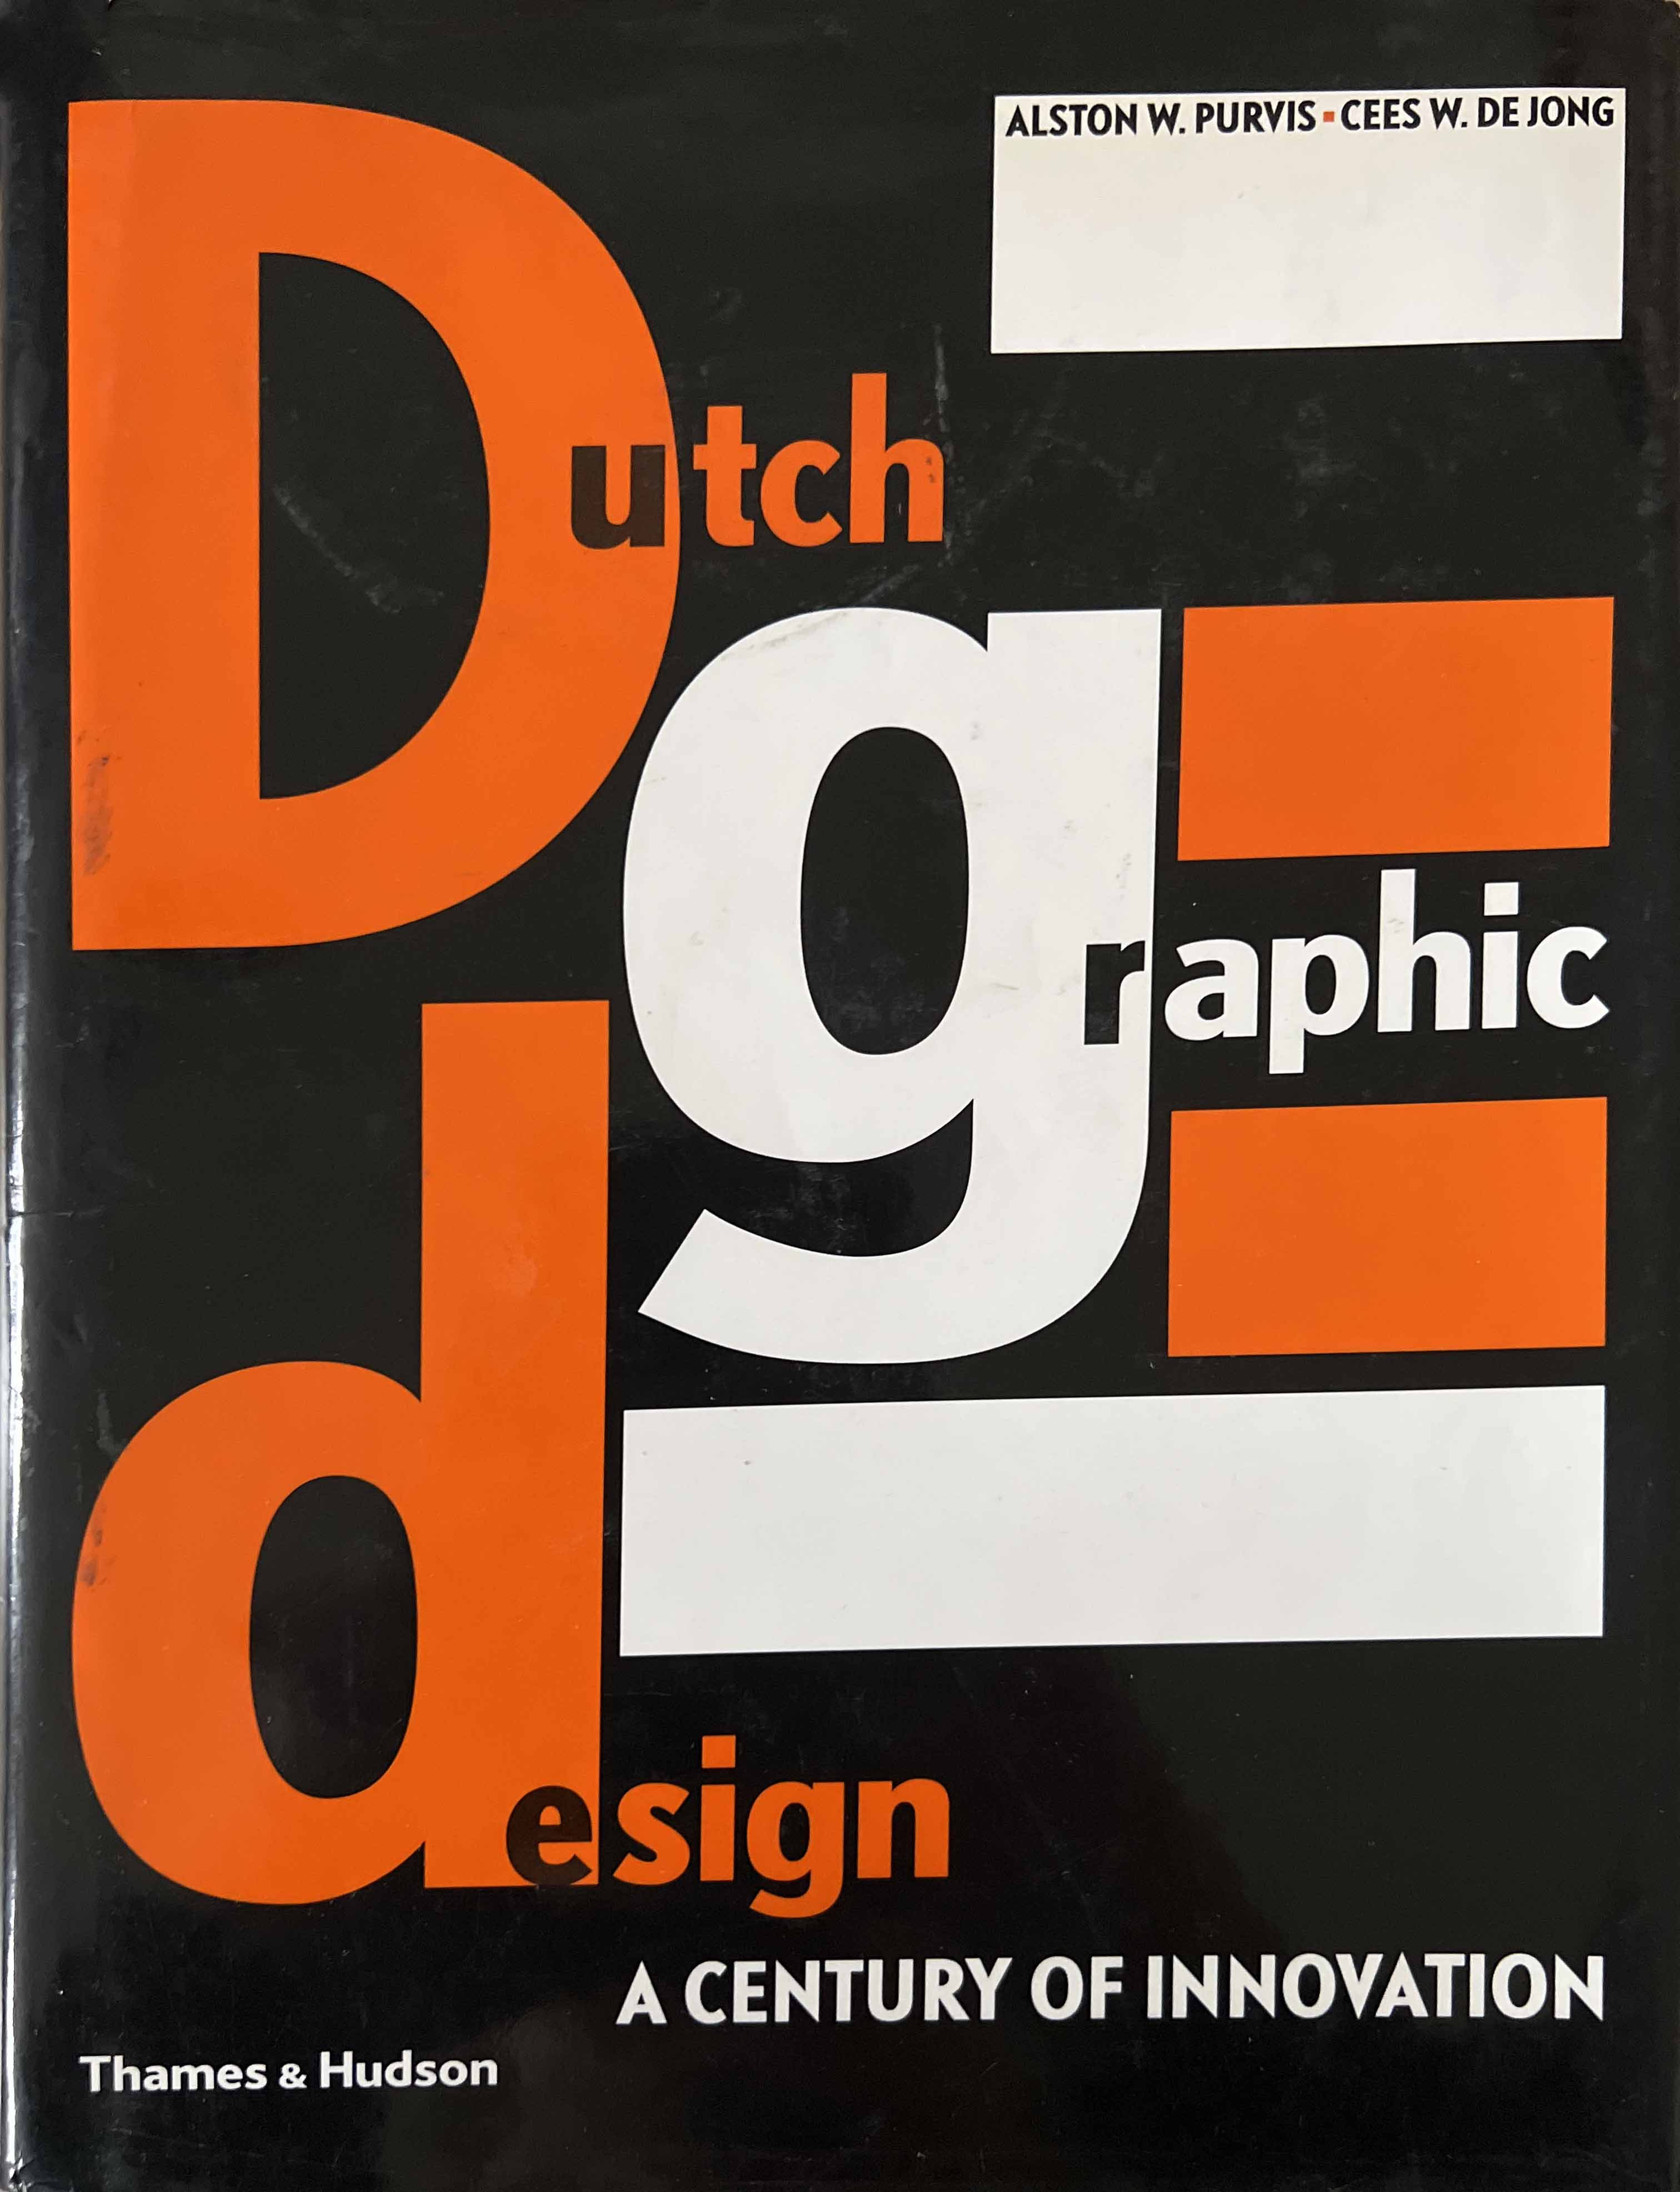 ALSTON W. PURVIS ▪ CEES W. DE JONG
Dutch
graphic
design
A CENTURY OF INNOVATION
Thames & Hudson